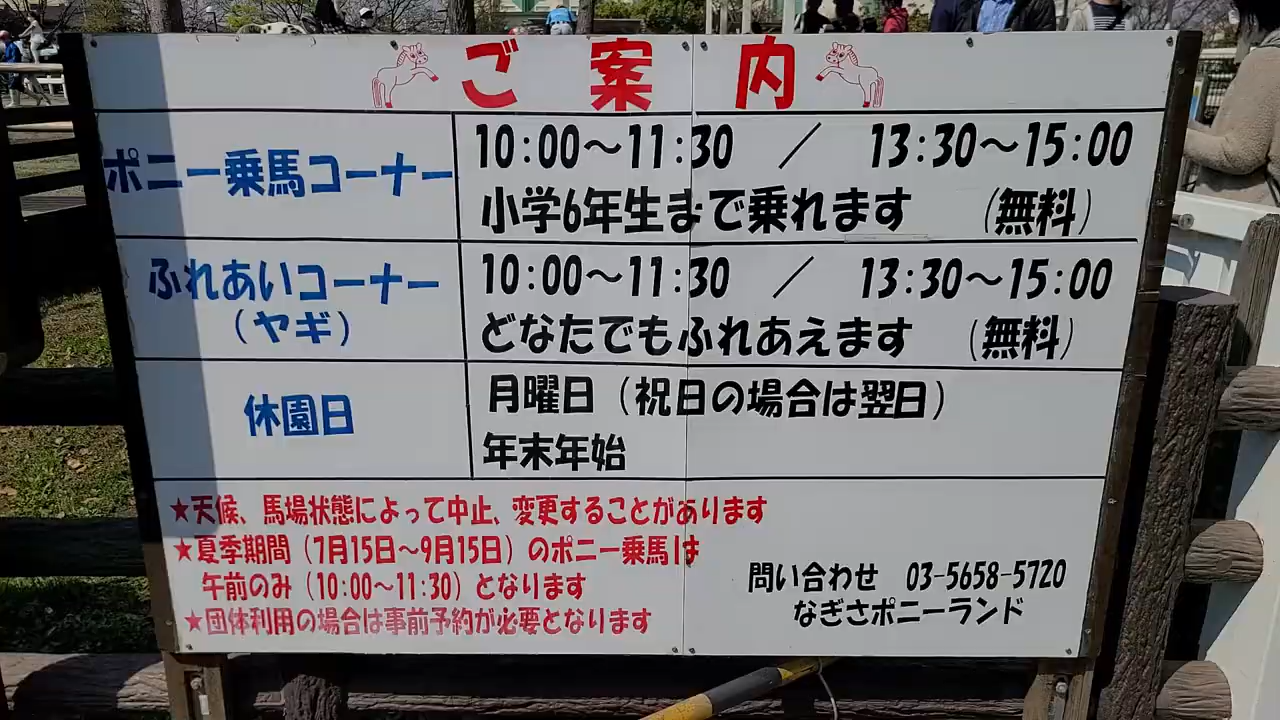 ご案内
ポニー乗馬コーナー
10:00～11:30 ／ 13:30～15:00
小学6年生まで乗れます (無料)
ふれあいコーナー
(ヤギ)
10:00～11:30 ／ 13:30～15:00
どなたでもふれあえます (無料)
休園日
月曜日(祝日の場合は翌日)
年末年始
★天候、馬場状態によって中止、変更することがあります
★夏季期間(7月15日～9月15日)のポニー乗馬は
午前のみ(10:00～11:30)となります
★団体利用の場合は事前予約が必要となります
問い合わせ 03-5658-5720
なぎさポニーランド